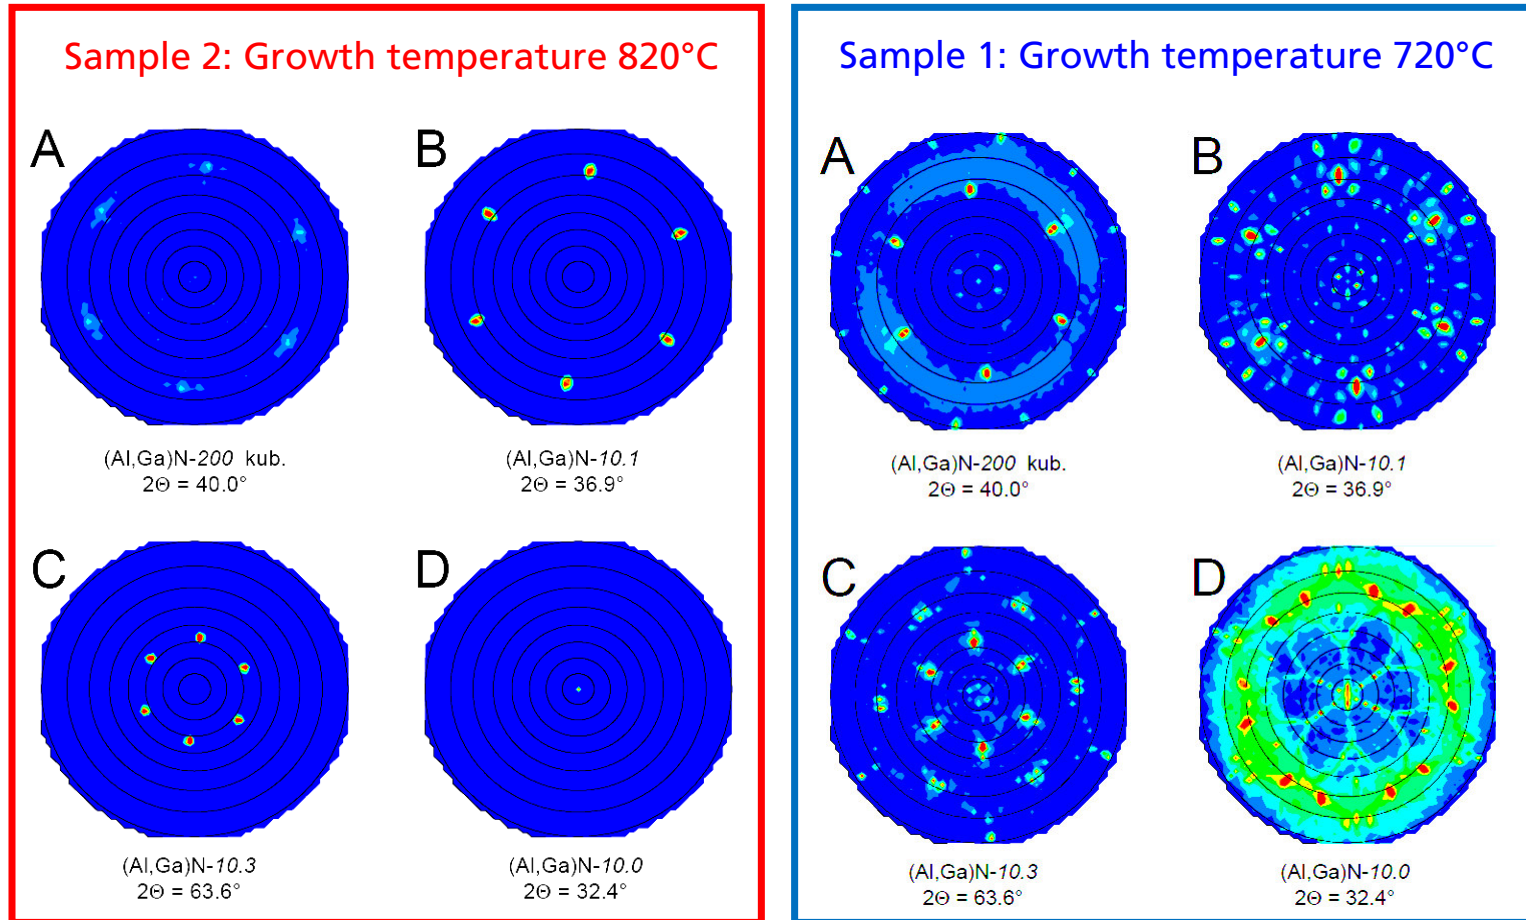 Sample 2: Growth temperature 820°C
A
B
(Al,Ga)N-200 kub.
2Θ = 40.0°
(Al,Ga)N-10.1
2Θ = 36.9°
C
D
(Al,Ga)N-10.3
2Θ = 63.6°
(Al,Ga)N-10.0
2Θ = 32.4°
Sample 1: Growth temperature 720°C
A
B
(Al,Ga)N-200 kub.
2Θ = 40.0°
(Al,Ga)N-10.1
2Θ = 36.9°
C
D
(Al,Ga)N-10.3
2Θ = 63.6°
(Al,Ga)N-10.0
2Θ = 32.4°